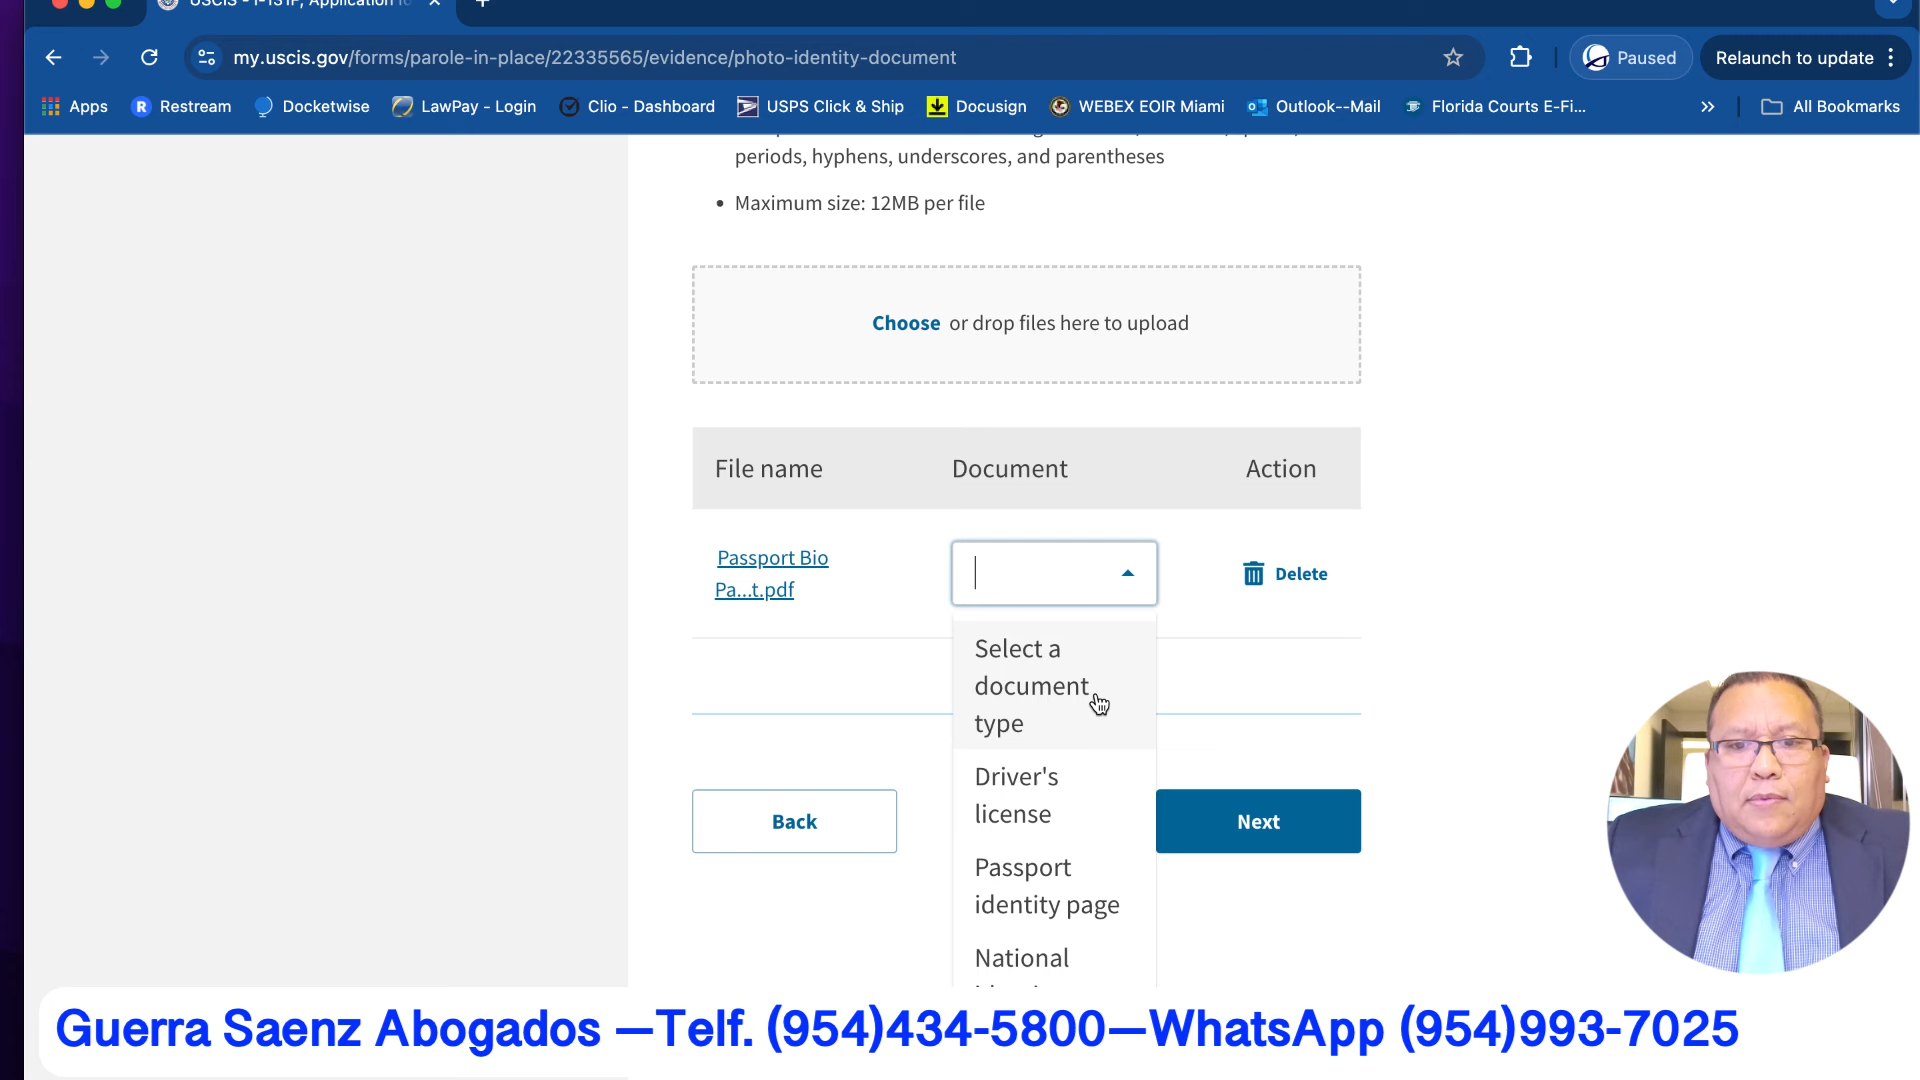 my.uscis.gov/forms/parole-in-place/22335565/evidence/photo-identity-document
Paused
Relaunch to update
Apps
Restream
Docketwise
LawPay - Login
Clio - Dashboard
USPS Click & Ship
Docusign
WEBEX EOIR Miami
Outlook--Mail
Florida Courts E-Fi...
All Bookmarks
periods, hyphens, underscores, and parentheses
• Maximum size: 12MB per file
Choose or drop files here to upload
File name
Document
Action
Passport Bio
Pa...t.pdf
Delete
Select a
document
type
Driver's
license
Passport
identity page
National
Back
Next
Guerra Saenz Abogados —Telf. (954)434-5800—WhatsApp (954)993-7025